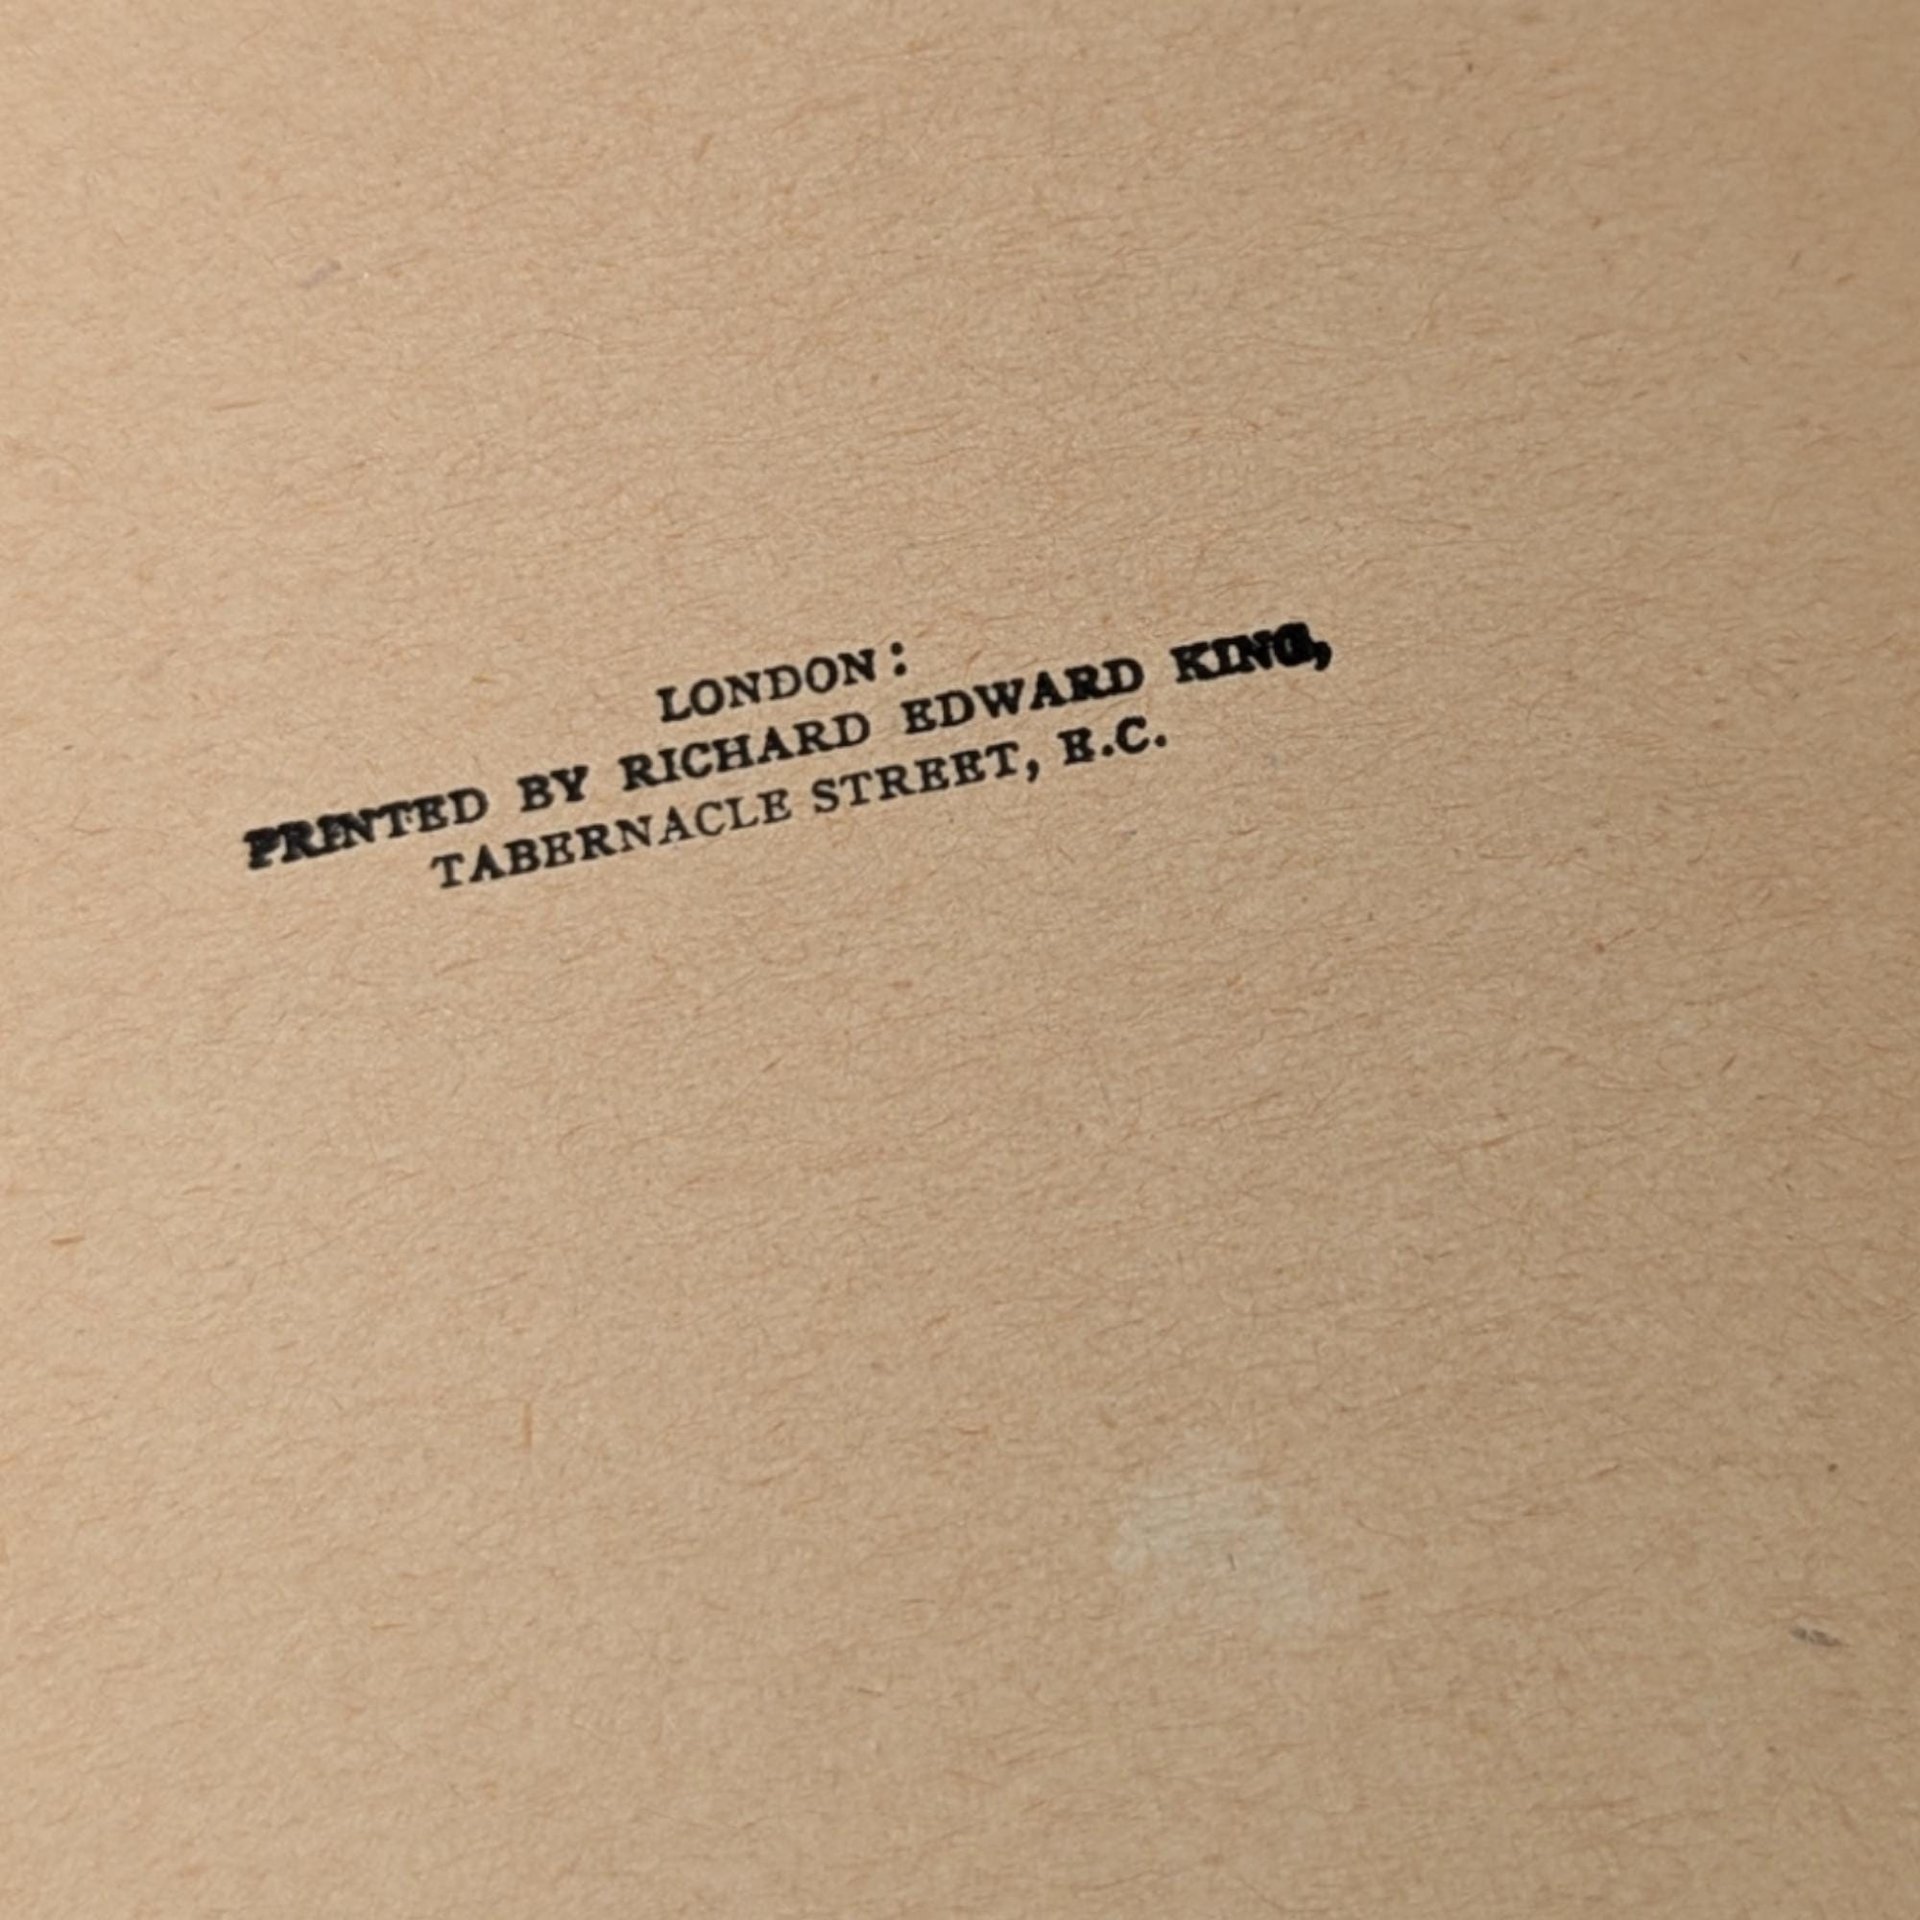 LONDON:
PRINTED BY RICHARD EDWARD KING,
TABERNACLE STREET, E.C.